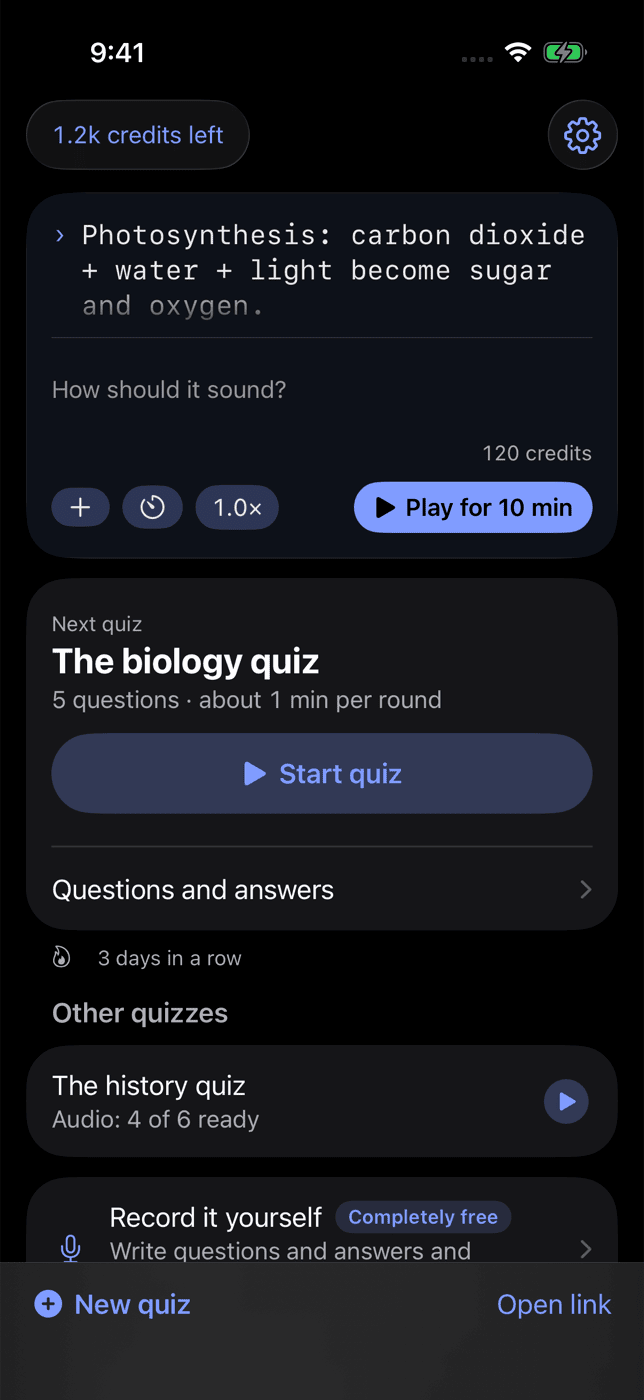 9:41
1.2k credits left
› Photosynthesis: carbon dioxide
+ water + light become sugar
and oxygen.
How should it sound?
120 credits
1.0×
Play for 10 min
Next quiz
The biology quiz
5 questions · about 1 min per round
Start quiz
Questions and answers
3 days in a row
Other quizzes
The history quiz
Audio: 4 of 6 ready
Record it yourself
Completely free
Write questions and answers and
New quiz
Open link